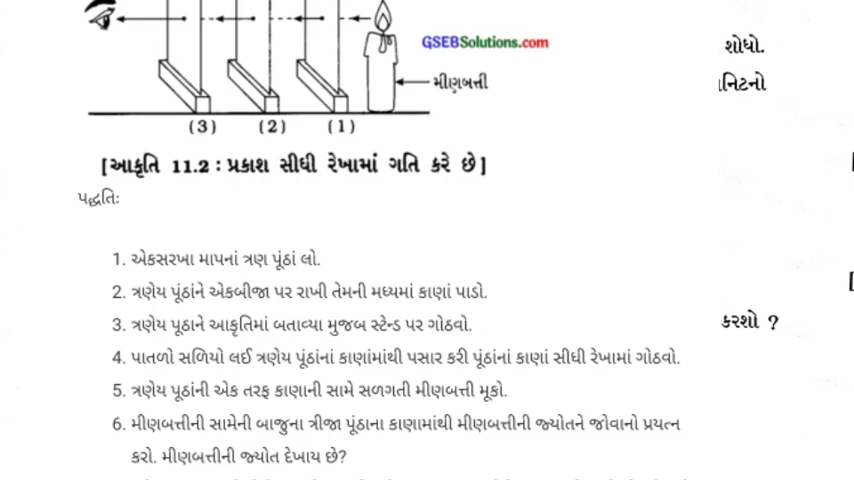 GSEBSolutions.com
શોધો.
મીણબત્તી
નિટનો
(3) (2) (1)
[આકૃતિ 11.2 : પ્રકાશ સીધી રેખામાં ગતિ કરે છે]
પદ્ધતિઃ
1. એકસરખા માપનાં ત્રણ પૂંઠાં લો.
2. ત્રણેય પૂંઠાંને એકબીજા પર રાખી તેમની મધ્યમાં કાણાં પાડો.
3. ત્રણેય પૂઠાને આકૃતિમાં બતાવ્યા મુજબ સ્ટેન્ડ પર ગોઠવો.
કરશો ?
4. પાતળો સળિયો લઈ ત્રણેય પૂંઠાંનાં કાણાંમાંથી પસાર કરી પૂંઠાંનાં કાણાં સીધી રેખામાં ગોઠવો.
5. ત્રણેય પૂઠાંની એક તરફ કાણાની સામે સળગતી મીણબત્તી મૂકો.
6. મીણબત્તીની સામેની બાજુના ત્રીજા પૂંઠાના કાણામાંથી મીણબત્તીની જ્યોતને જોવાનો પ્રયત્ન
કરો. મીણબત્તીની જ્યોત દેખાય છે?